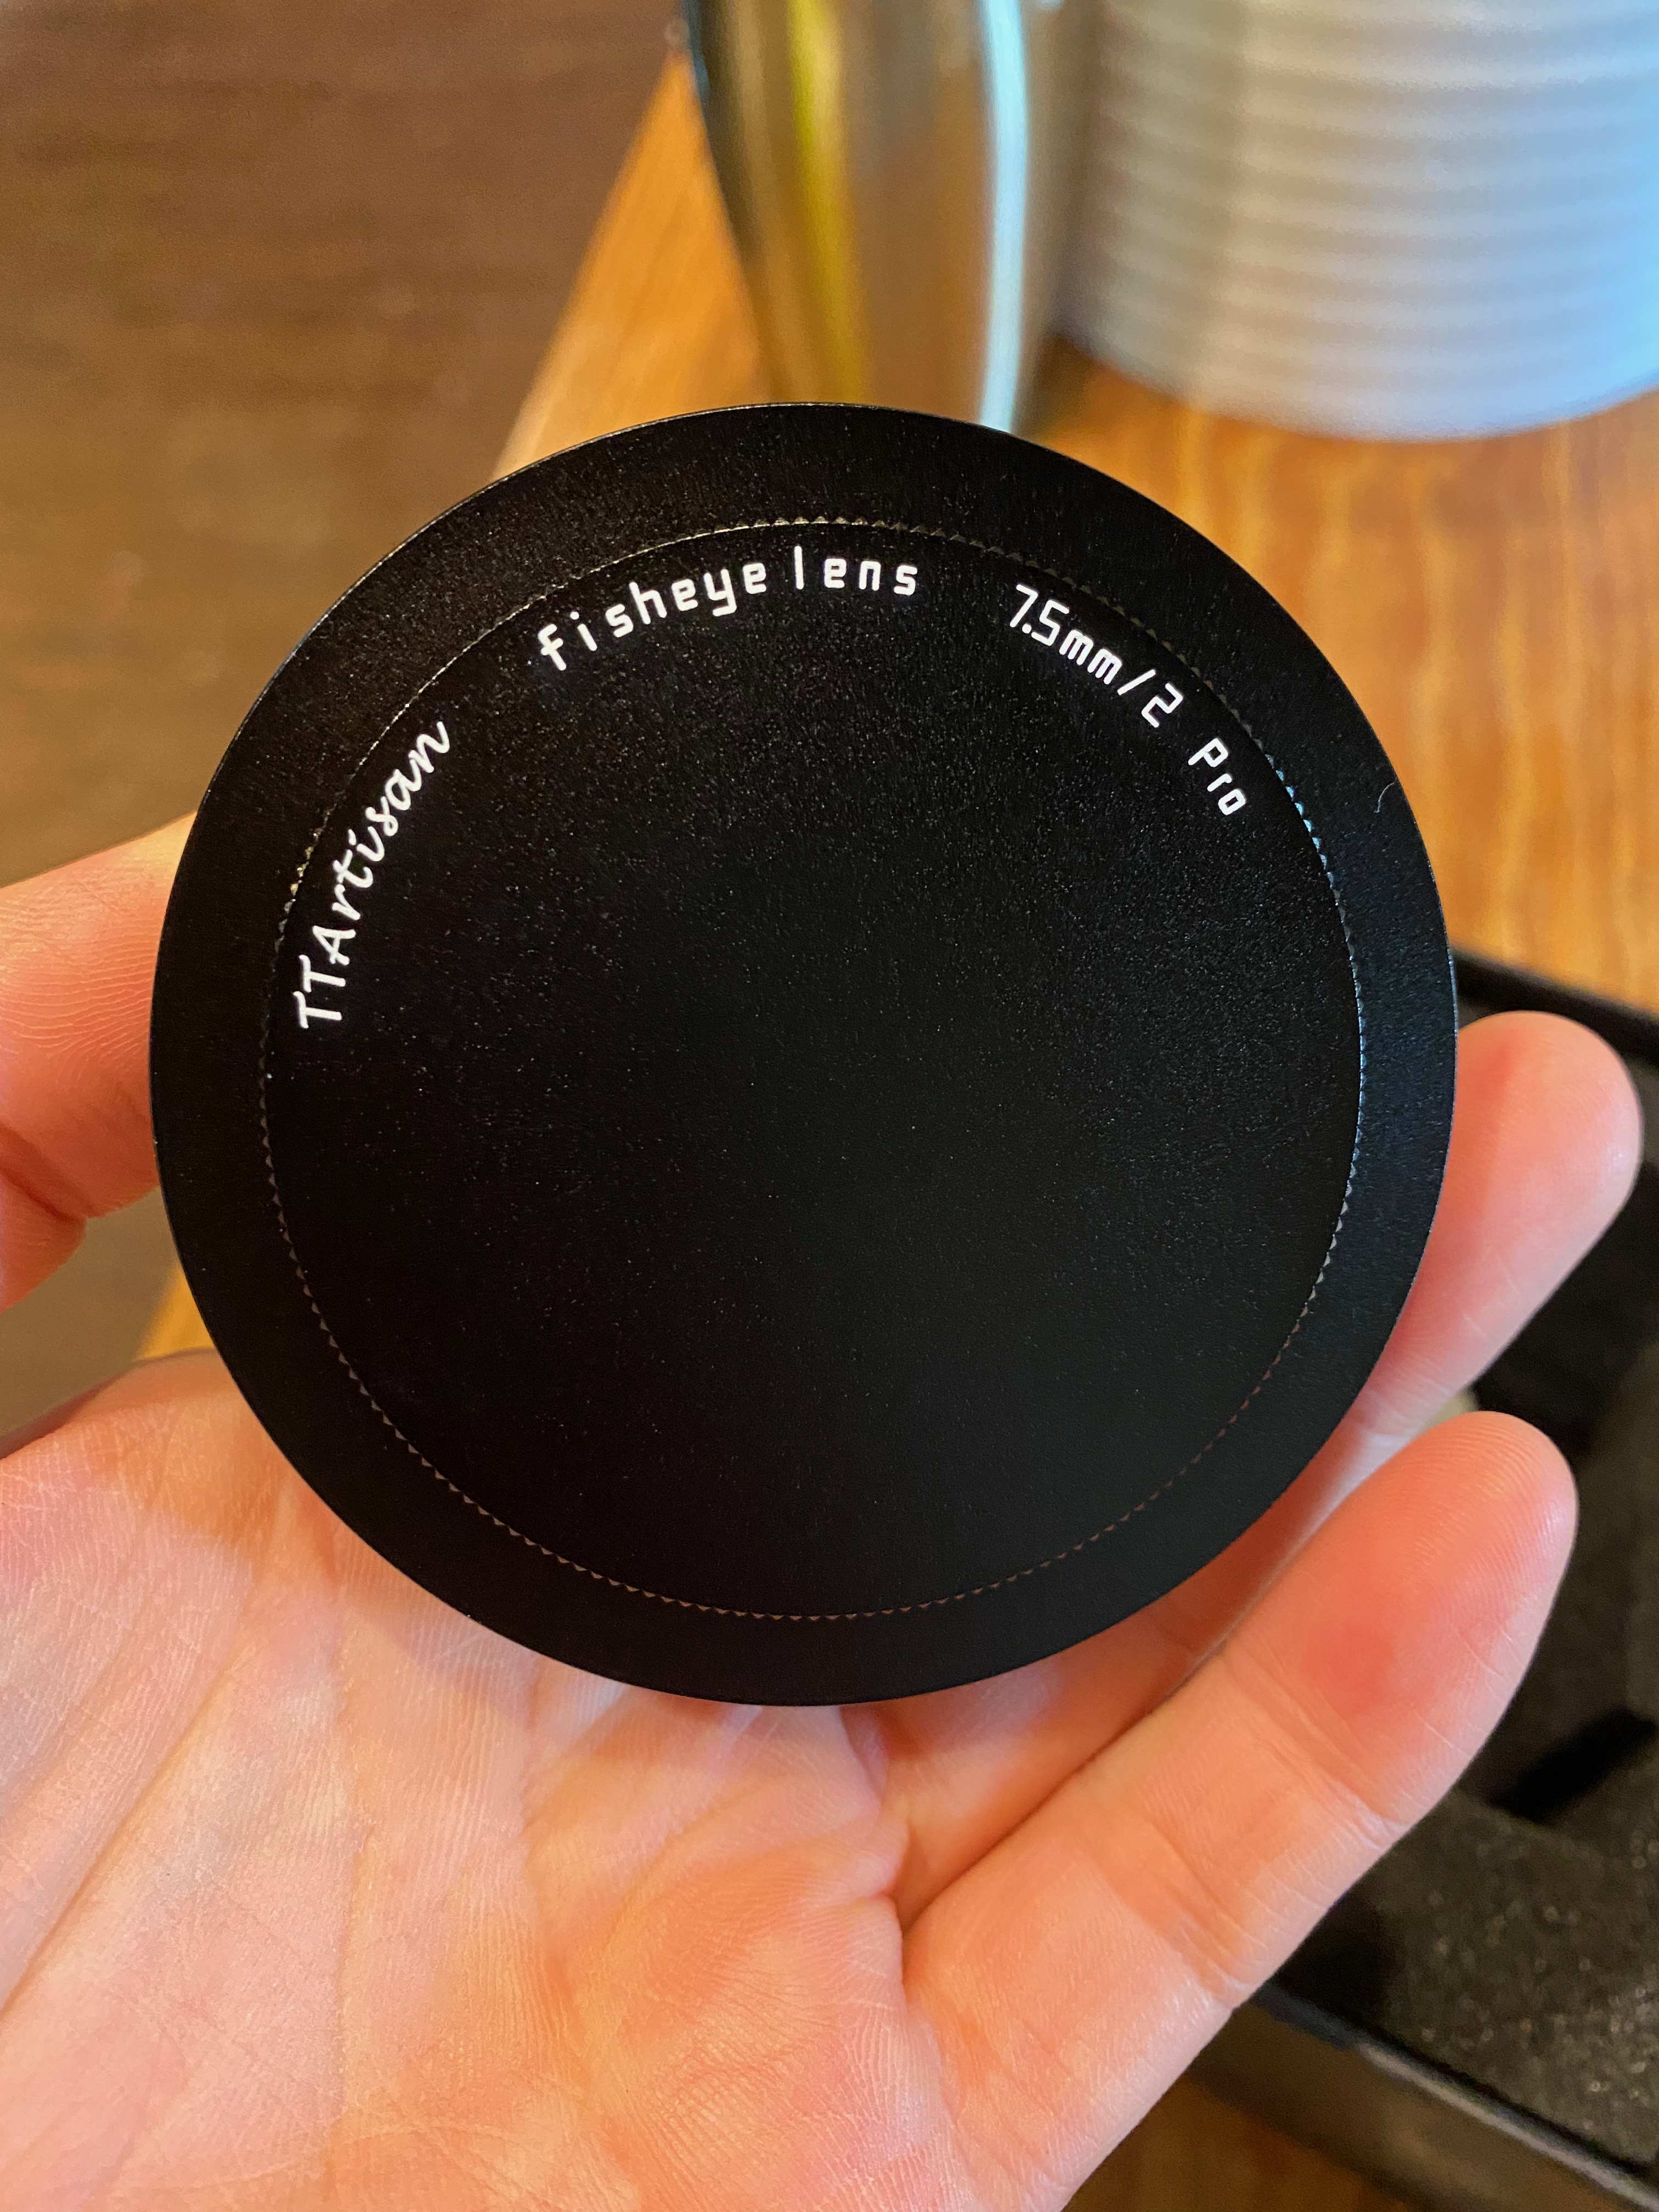 TTArtisan fisheye lens 7.5mm/2 Pro